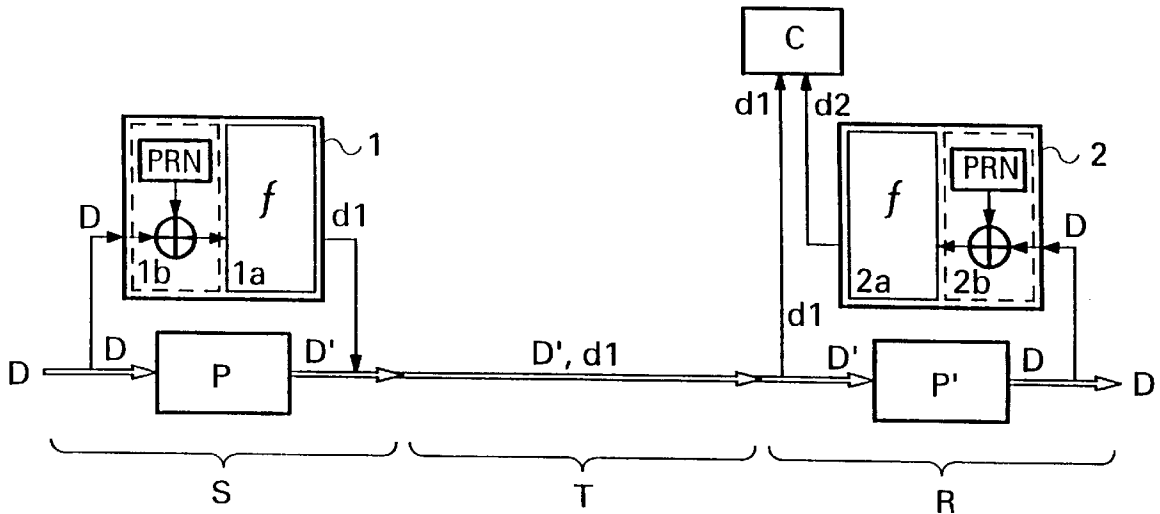 C
d1 d2
1
PRN
f
D
d1
1b 1a
2
f
PRN
D
2a 2b
d1
D D P D'
D', d1
D' P' D D
S T R